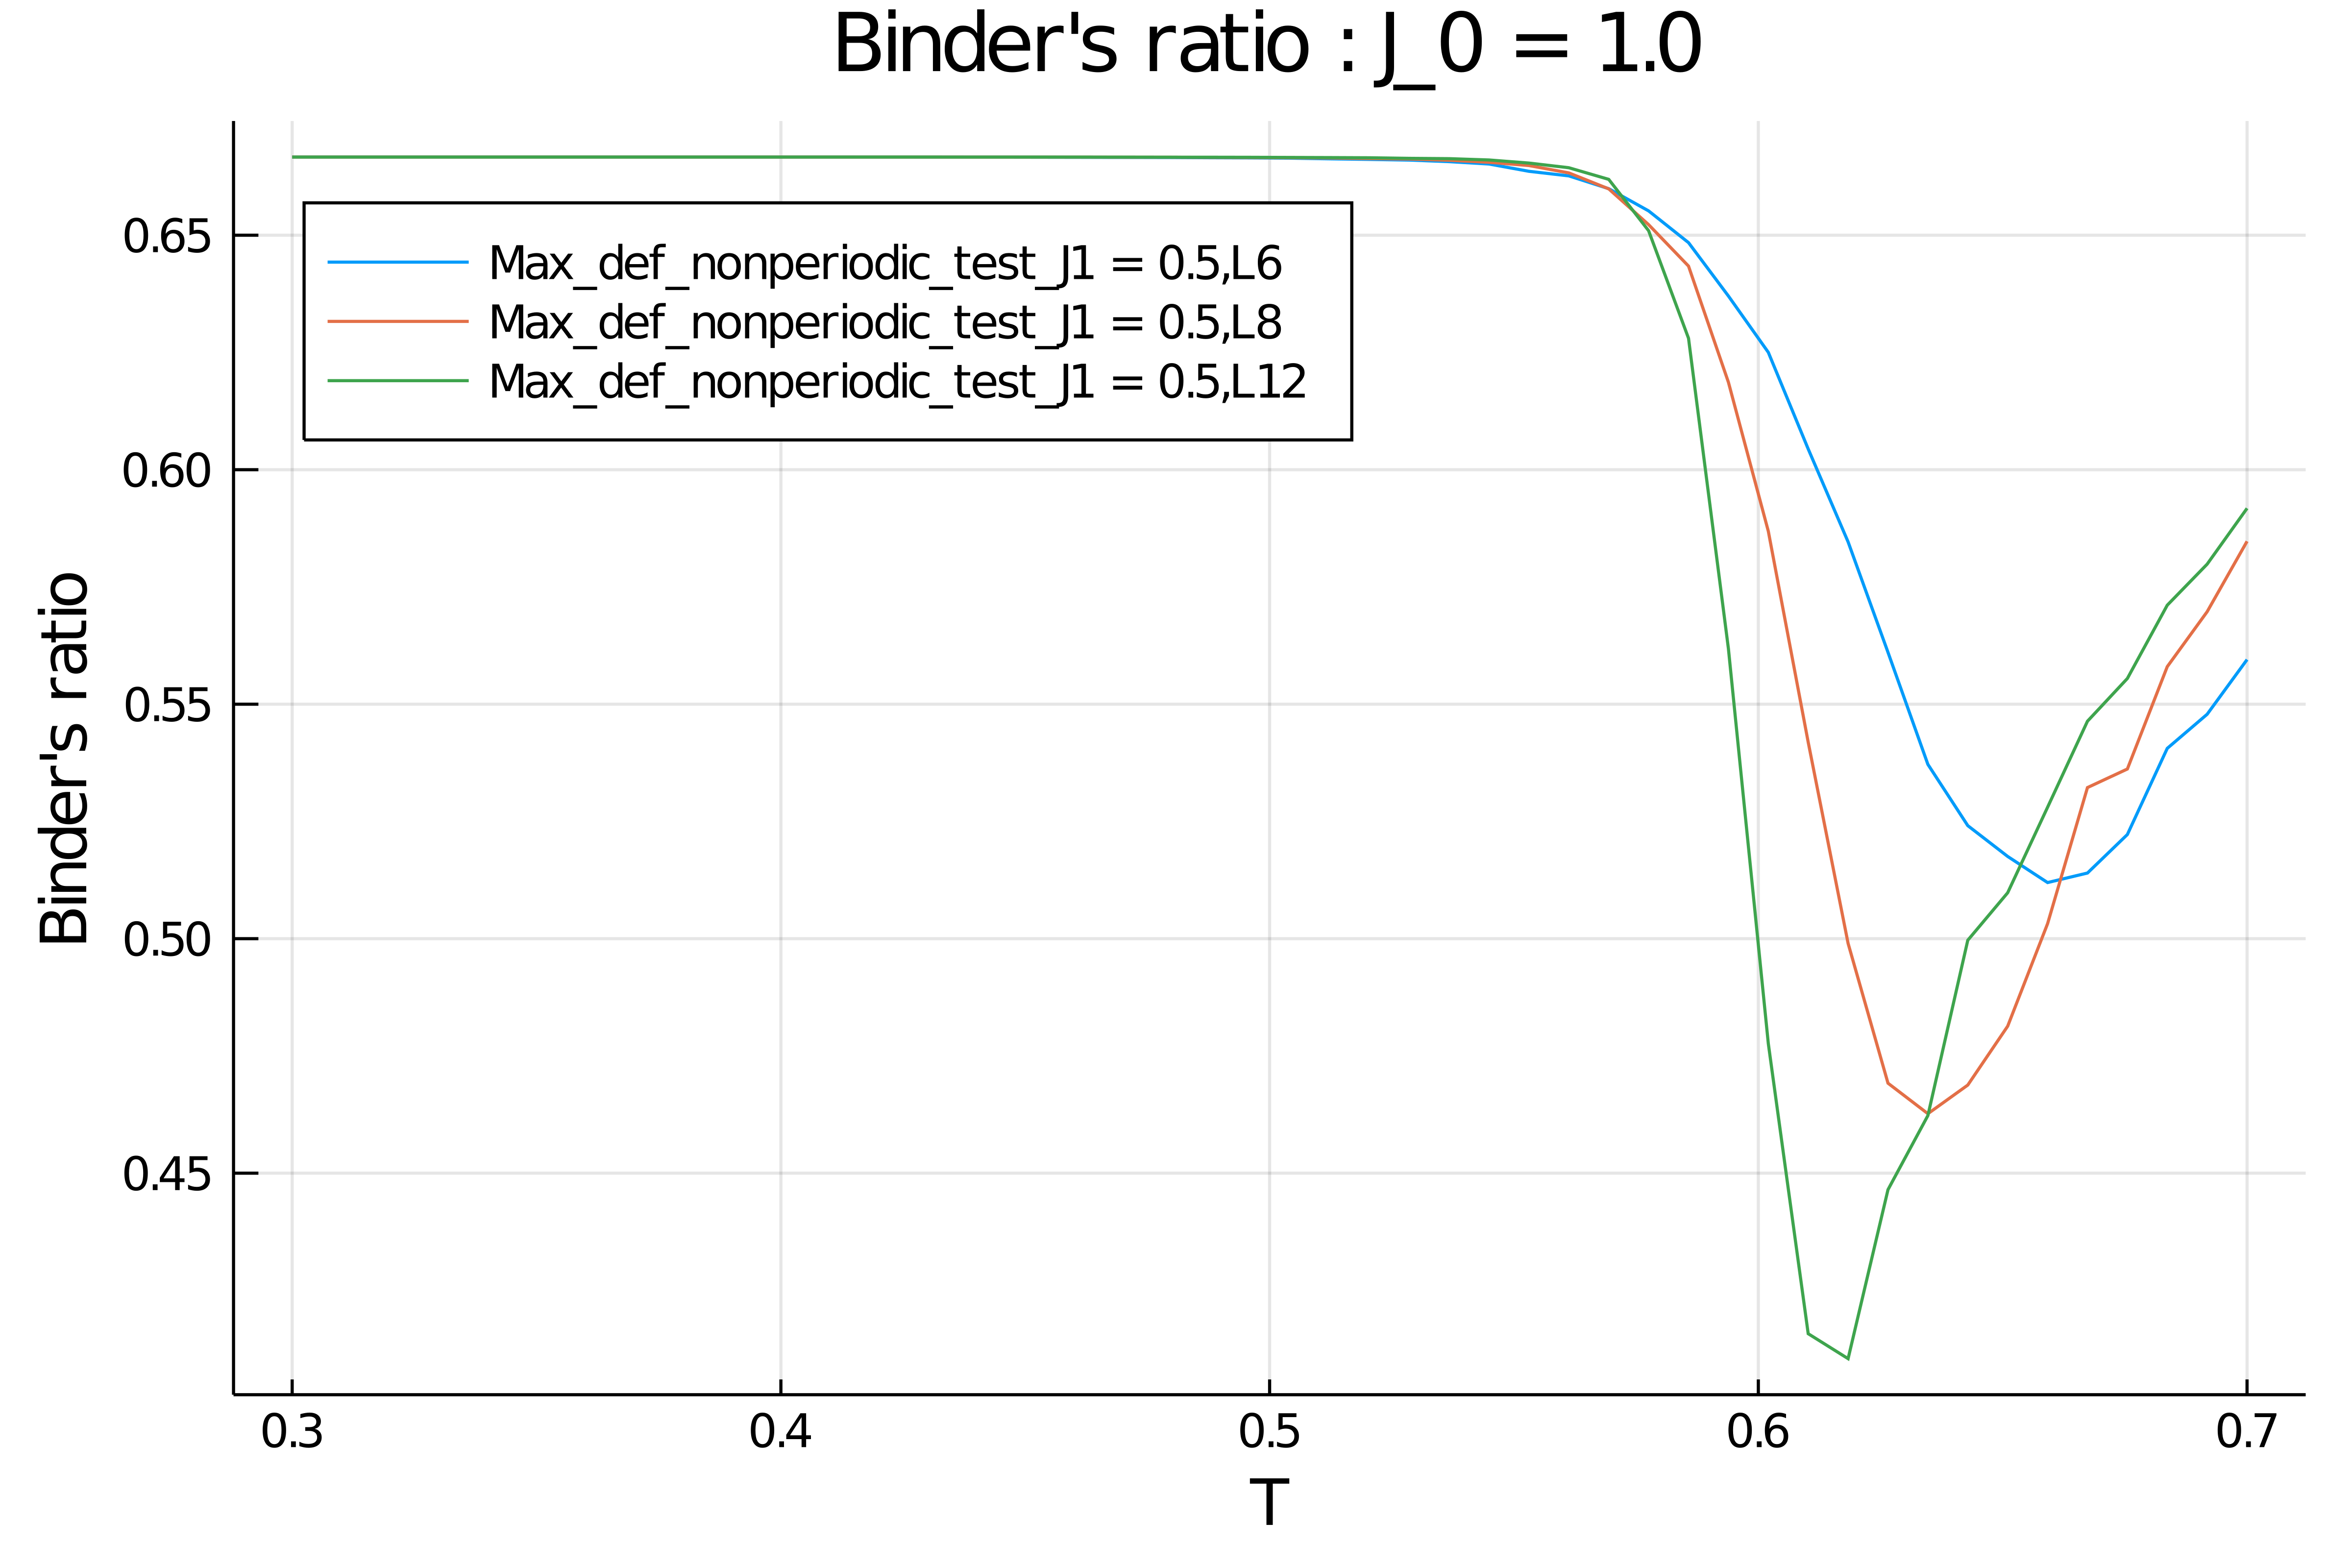 Binder's ratio : J_0 = 1.0
Binder's ratio
0.65
0.60
0.55
0.50
0.45
Max_def_nonperiodic_test_J1 = 0.5,L6
Max_def_nonperiodic_test_J1 = 0.5,L8
Max_def_nonperiodic_test_J1 = 0.5,L12
0.3 0.4 0.5 0.6 0.7
T